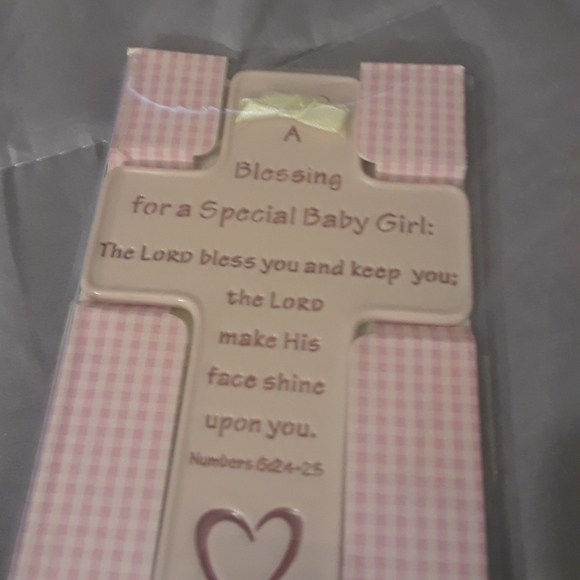 A
Blessing
for a Special Baby Girl:
The LORD bless you and keep you;
the LORD
make His
face shine
upon you.
Numbers 6:24-25